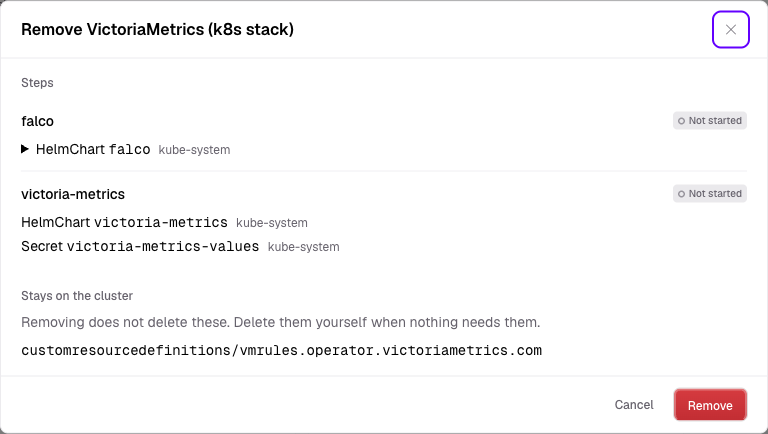 Remove VictoriaMetrics (k8s stack)
Steps
falco
Not started
HelmChart falco kube-system
victoria-metrics
Not started
HelmChart victoria-metrics kube-system
Secret victoria-metrics-values kube-system
Stays on the cluster
Removing does not delete these. Delete them yourself when nothing needs them.
customresourcedefinitions/vmrules.operator.victoriametrics.com
Cancel
Remove